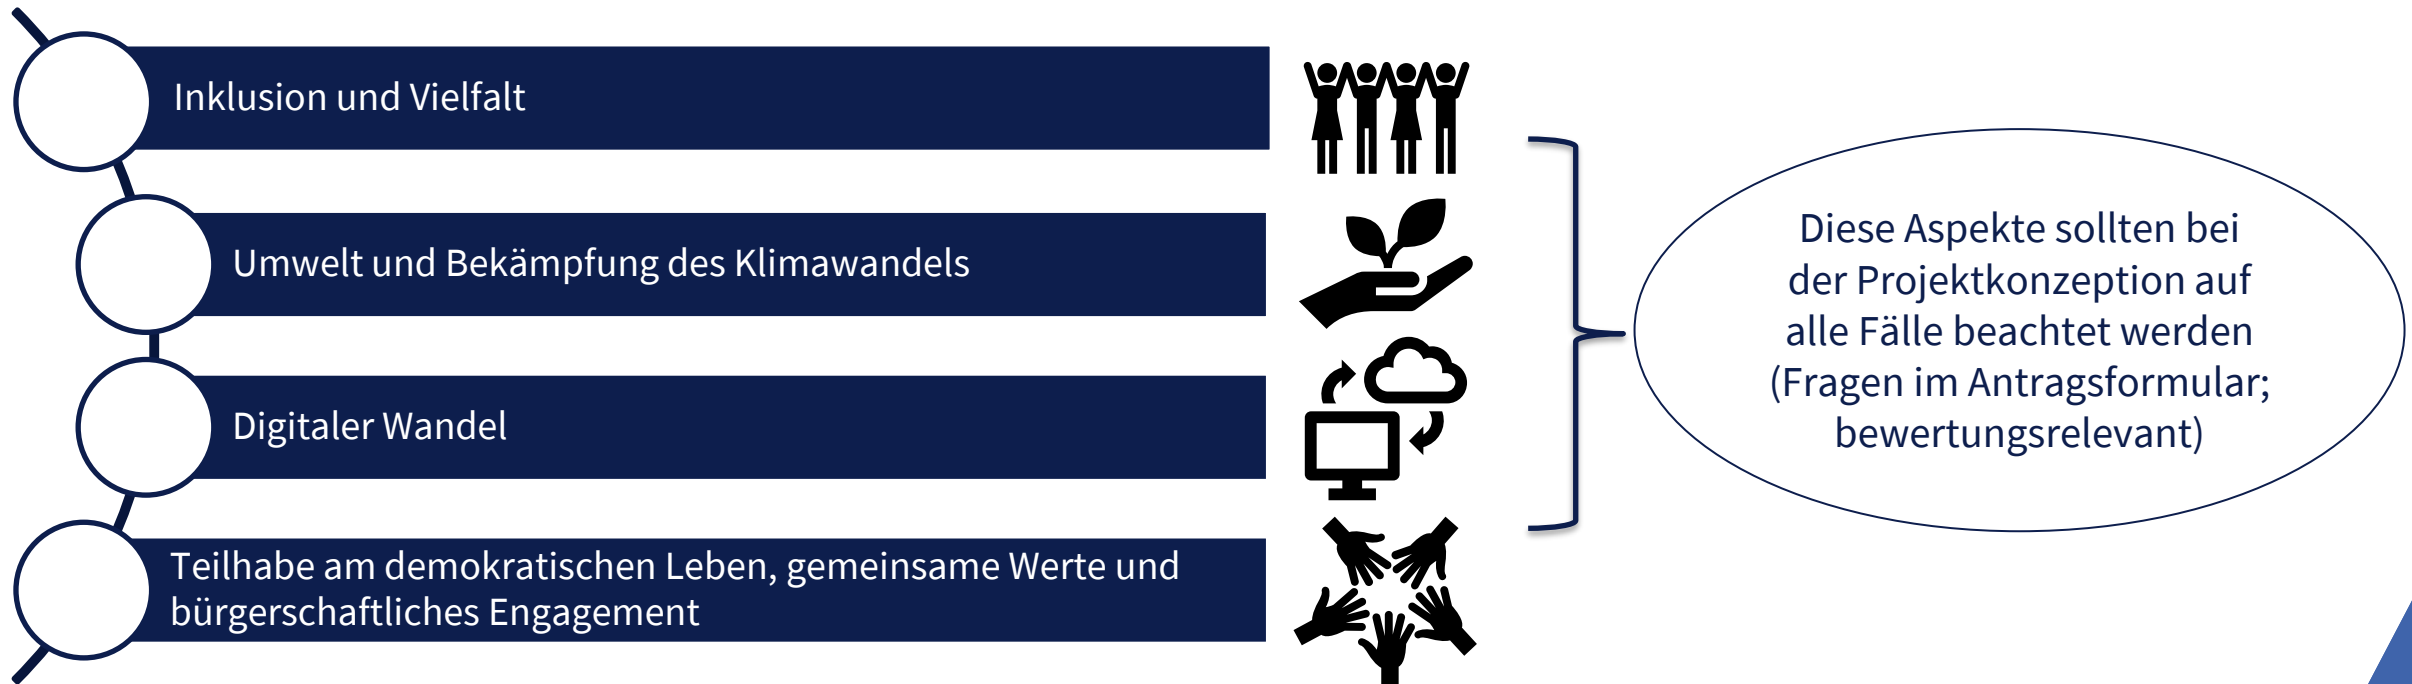 Inklusion und Vielfalt
Umwelt und Bekämpfung des Klimawandels
Digitaler Wandel
Teilhabe am demokratischen Leben, gemeinsame Werte und
bürgerschaftliches Engagement
Diese Aspekte sollten bei
der Projektkonzeption auf
alle Fälle beachtet werden
(Fragen im Antragsformular;
bewertungsrelevant)